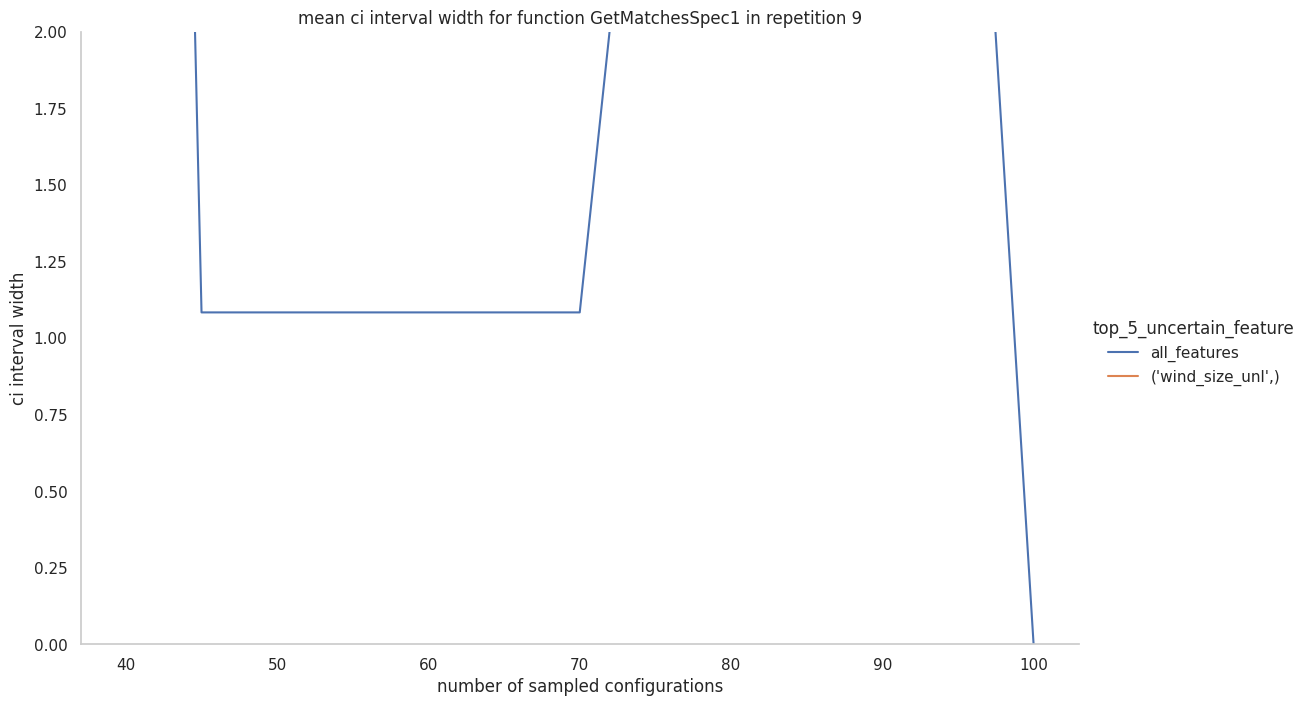 mean ci interval width for function GetMatchesSpec1 in repetition 9
2.00
1.75
1.50
1.25
1.00
0.75
0.50
0.25
0.00
ci interval width
40 50 60 70 80 90 100
number of sampled configurations
top_5_uncertain_feature
all_features
('wind_size_unl',)